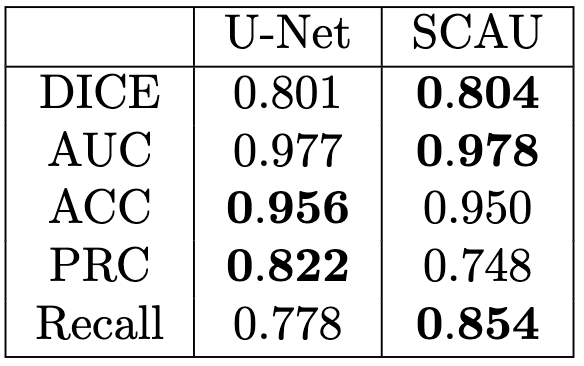 U-Net SCAU
DICE 0.801 0.804
AUC 0.977 0.978
ACC 0.956 0.950
PRC 0.822 0.748
Recall 0.778 0.854